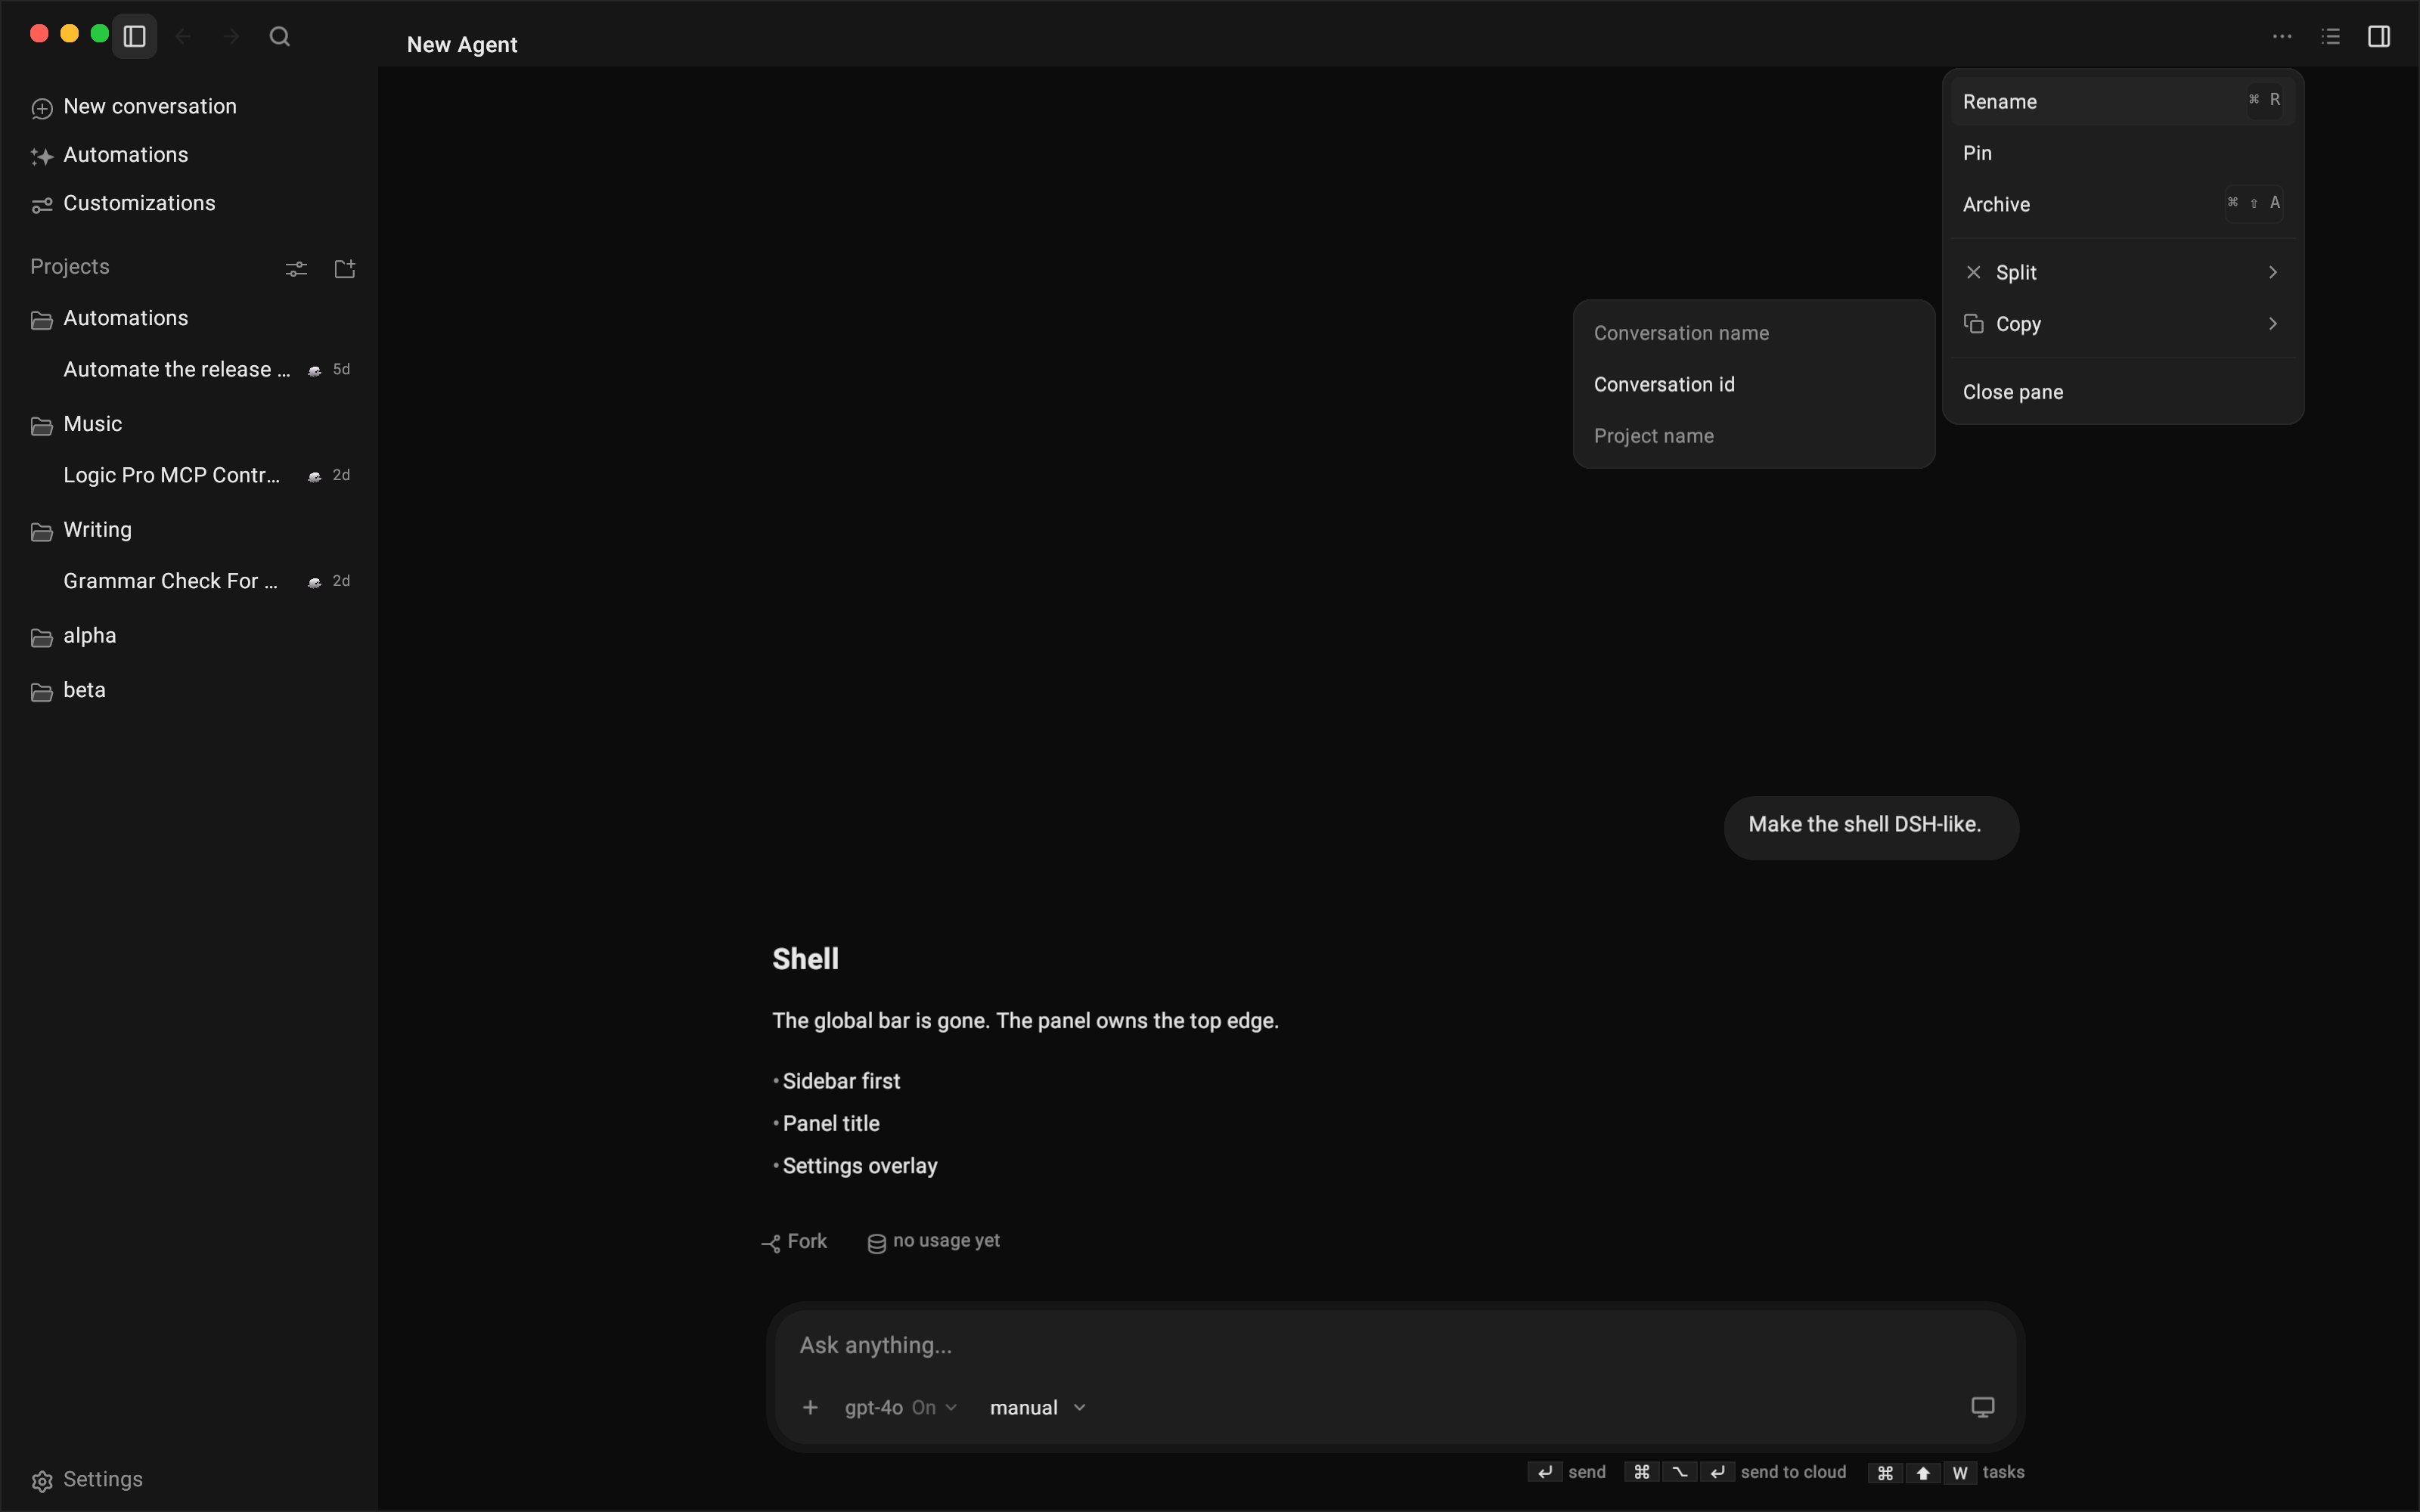 New Agent
New conversation
Automations
Customizations
Projects
Automations
Automate the release ... 5d
Music
Logic Pro MCP Contr... 2d
Writing
Grammar Check For ... 2d
alpha
beta
Settings
Rename ⌘ R
Pin
Archive ⌘ ⇧ A
Split
Copy
Close pane
Conversation name
Conversation id
Project name
Make the shell DSH-like.
Shell
The global bar is gone. The panel owns the top edge.
• Sidebar first
• Panel title
• Settings overlay
Fork no usage yet
Ask anything...
gpt-4o On manual
↵ send ⌘ ⌥ ↵ send to cloud ⌘ ⬆ W tasks